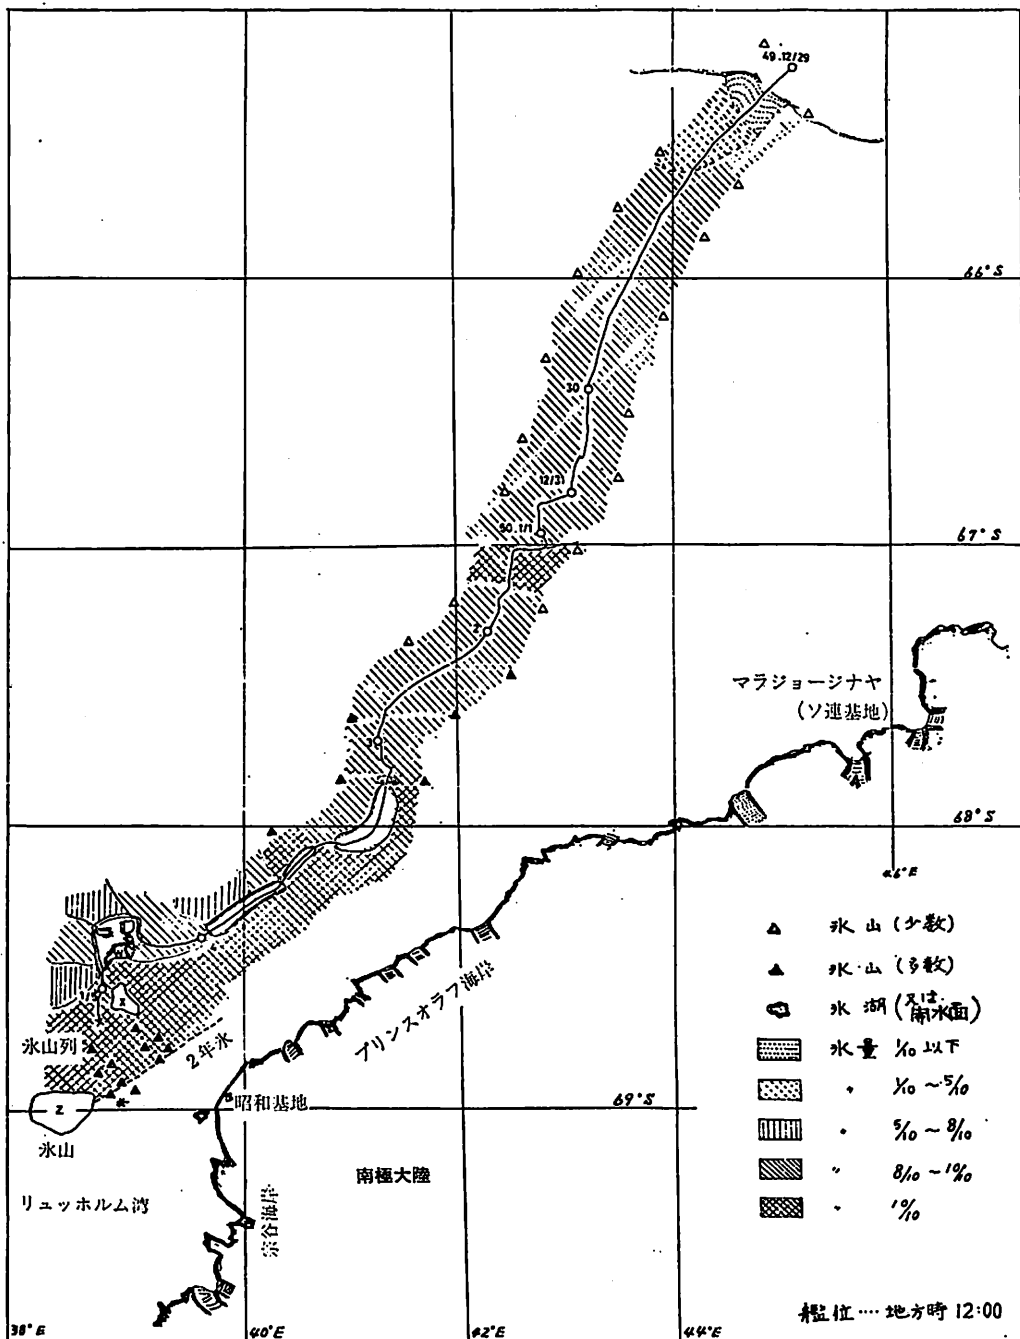 49.12/29
66°S
30
12/31
50.1/1
67°S
2
マラジョージナヤ
(ソ連基地)
3
68°S
46°E
氷山 (少数)
氷山 (多数)
氷湖 (又は開水面)
氷量 1/10 以下
〃 1/10 ~ 5/10
〃 5/10 ~ 8/10
〃 8/10 ~ 10/10
〃 10/10
プリンスオラフ海岸
氷山列
2年氷
昭和基地
69°S
Z
氷山
南極大陸
リュッホルム湾
宗谷海岸
艦位‥‥地方時 12:00
38°E
40°E
42°E
44°E